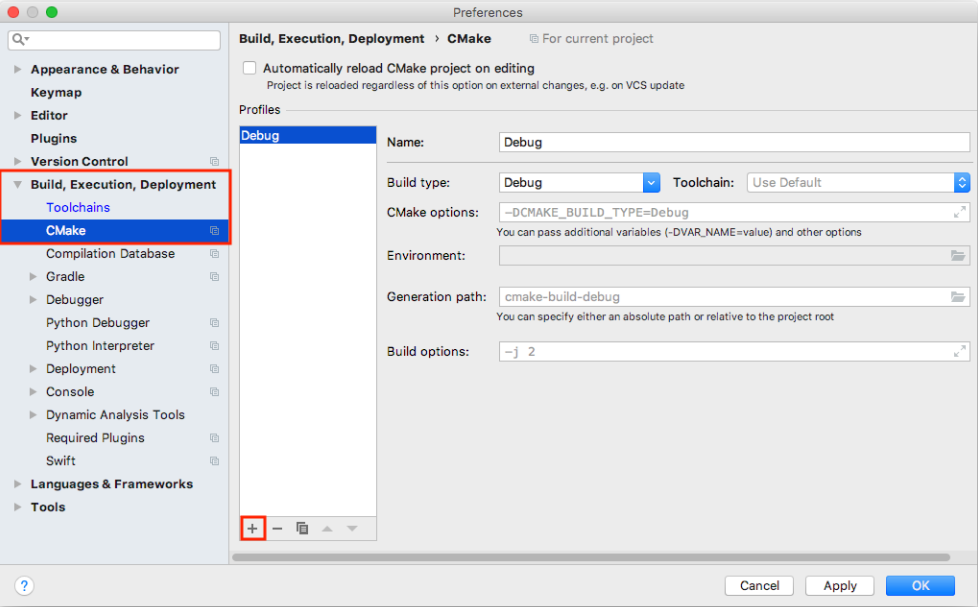 Preferences
Appearance & Behavior
Keymap
Editor
Plugins
Version Control
Build, Execution, Deployment
Toolchains
CMake
Compilation Database
Gradle
Debugger
Python Debugger
Python Interpreter
Deployment
Console
Dynamic Analysis Tools
Required Plugins
Swift
Languages & Frameworks
Tools
Build, Execution, Deployment › CMake For current project
Automatically reload CMake project on editing
Project is reloaded regardless of this option on external changes, e.g. on VCS update
Profiles
Debug
Name: Debug
Build type: Debug Toolchain: Use Default
CMake options: -DCMAKE_BUILD_TYPE=Debug
You can pass additional variables (-DVAR_NAME=value) and other options
Environment:
Generation path: cmake-build-debug
You can specify either an absolute path or relative to the project root
Build options: -j 2
? Cancel Apply OK